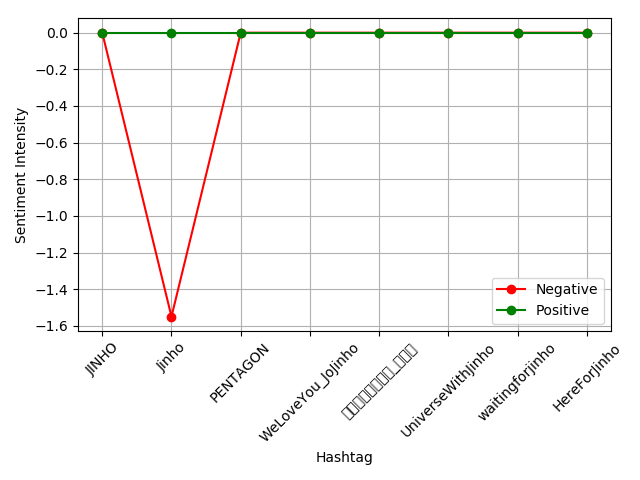 0.0
−0.2
−0.4
−0.6
−0.8
−1.0
−1.2
−1.4
−1.6
Sentiment Intensity
Negative
Positive
JINHO
Jinho
PENTAGON
WeLoveYou_JoJinho
UniverseWithJinho
waitingforjinho
HereForJinho
Hashtag